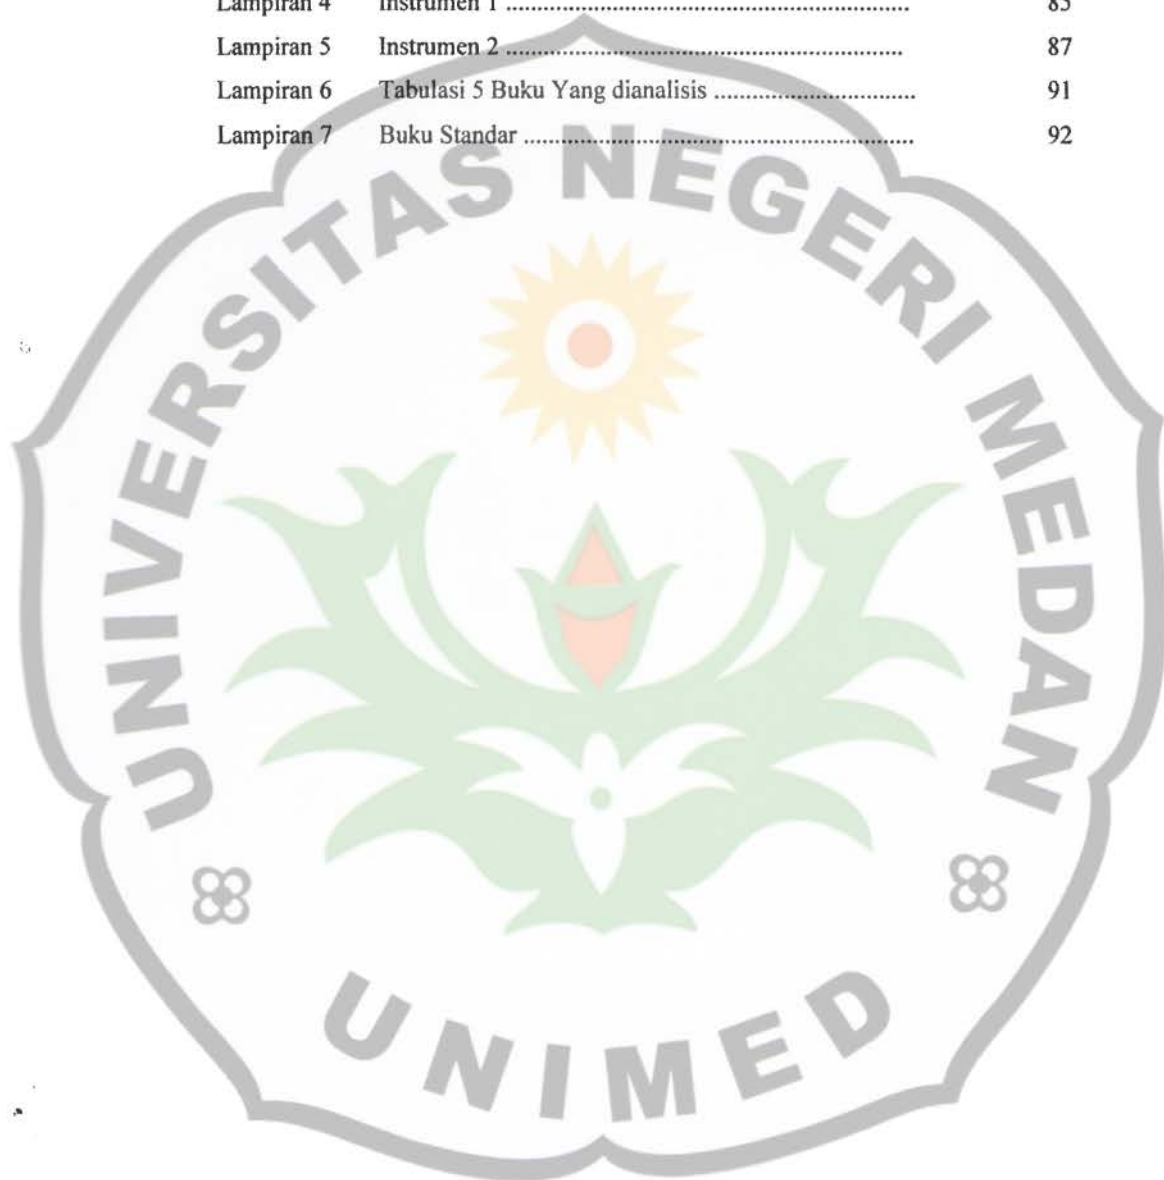 Lampiran 4 Instrumen 1 ........................................................................ 85
Lampiran 5 Instrumen 2 ....................................................................... 87
Lampiran 6 Tabulasi 5 Buku Yang dianalisis .................................... 91
Lampiran 7 Buku Standar ..................................................................... 92
UNIVERSITAS NEGERI MEDAN
UNIMED